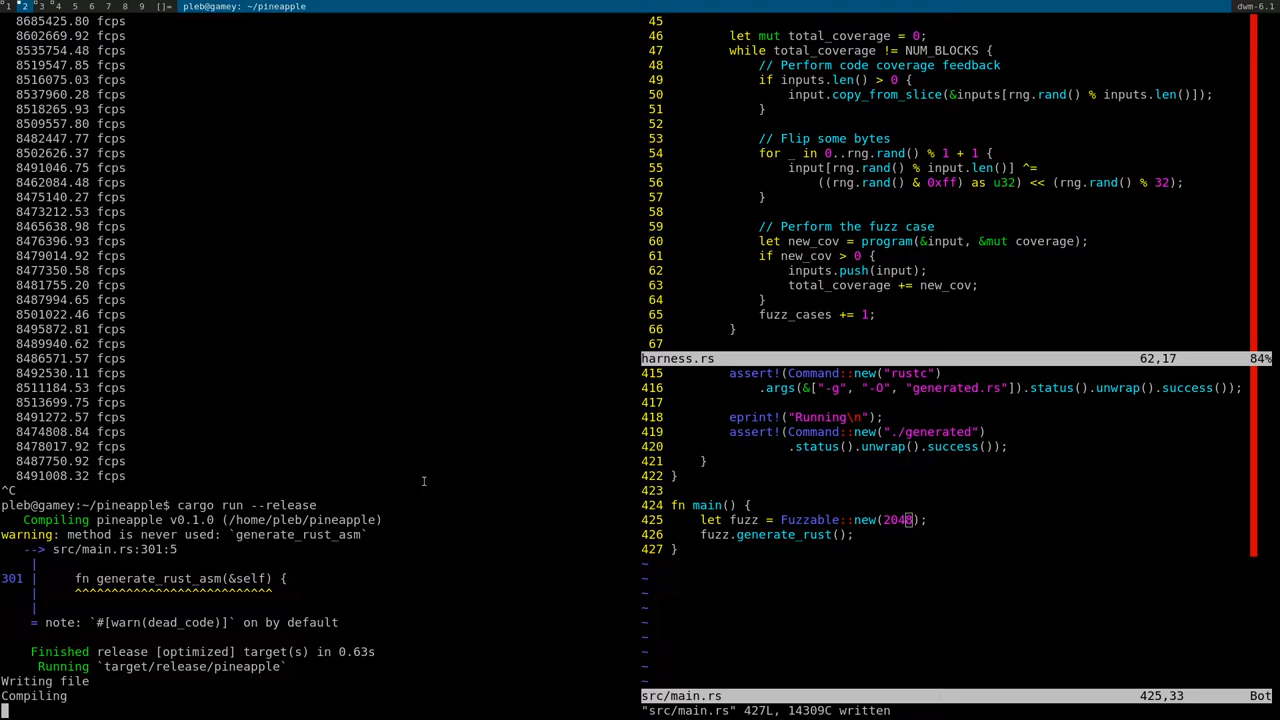 1 2 3 4 5 6 7 8 9 []= pleb@gamey: ~/pineapple dwm-6.1
8685425.80 fcps
8602669.92 fcps
8535754.48 fcps
8519547.85 fcps
8516075.03 fcps
8537960.28 fcps
8518265.93 fcps
8509557.80 fcps
8482447.77 fcps
8502626.37 fcps
8491046.75 fcps
8462084.48 fcps
8475140.27 fcps
8473212.53 fcps
8465638.98 fcps
8476396.93 fcps
8479014.92 fcps
8477350.58 fcps
8481755.20 fcps
8487994.65 fcps
8501022.46 fcps
8495872.81 fcps
8489940.62 fcps
8486571.57 fcps
8492530.11 fcps
8511184.53 fcps
8513699.75 fcps
8491272.57 fcps
8474808.84 fcps
8478017.92 fcps
8487750.92 fcps
8491008.32 fcps
^C
pleb@gamey:~/pineapple$ cargo run --release
Compiling pineapple v0.1.0 (/home/pleb/pineapple)
warning: method is never used: `generate_rust_asm`
--> src/main.rs:301:5
|
301 | fn generate_rust_asm(&self) {
| ^^^^^^^^^^^^^^^^^^^^^^^^^^^
|
= note: `#[warn(dead_code)]` on by default
Finished release [optimized] target(s) in 0.63s
Running `target/release/pineapple`
Writing file
Compiling
45
46 let mut total_coverage = 0;
47 while total_coverage != NUM_BLOCKS {
48 // Perform code coverage feedback
49 if inputs.len() > 0 {
50 input.copy_from_slice(&inputs[rng.rand() % inputs.len()]);
51 }
52
53 // Flip some bytes
54 for _ in 0..rng.rand() % 1 + 1 {
55 input[rng.rand() % input.len()] ^=
56 ((rng.rand() & 0xff) as u32) << (rng.rand() % 32);
57 }
58
59 // Perform the fuzz case
60 let new_cov = program(&input, &mut coverage);
61 if new_cov > 0 {
62 inputs.push(input);
63 total_coverage += new_cov;
64 }
65 fuzz_cases += 1;
66 }
67
harness.rs 62,17 84%
415 assert!(Command::new("rustc")
416 .args(&["-g", "-O", "generated.rs"]).status().unwrap().success());
417
418 eprint!("Running\n");
419 assert!(Command::new("./generated")
420 .status().unwrap().success());
421 }
422 }
423
424 fn main() {
425 let fuzz = Fuzzable::new(2048);
426 fuzz.generate_rust();
427 }
~
~
~
~
~
~
~
~
~
src/main.rs 425,33 Bot
"src/main.rs" 427L, 14309C written